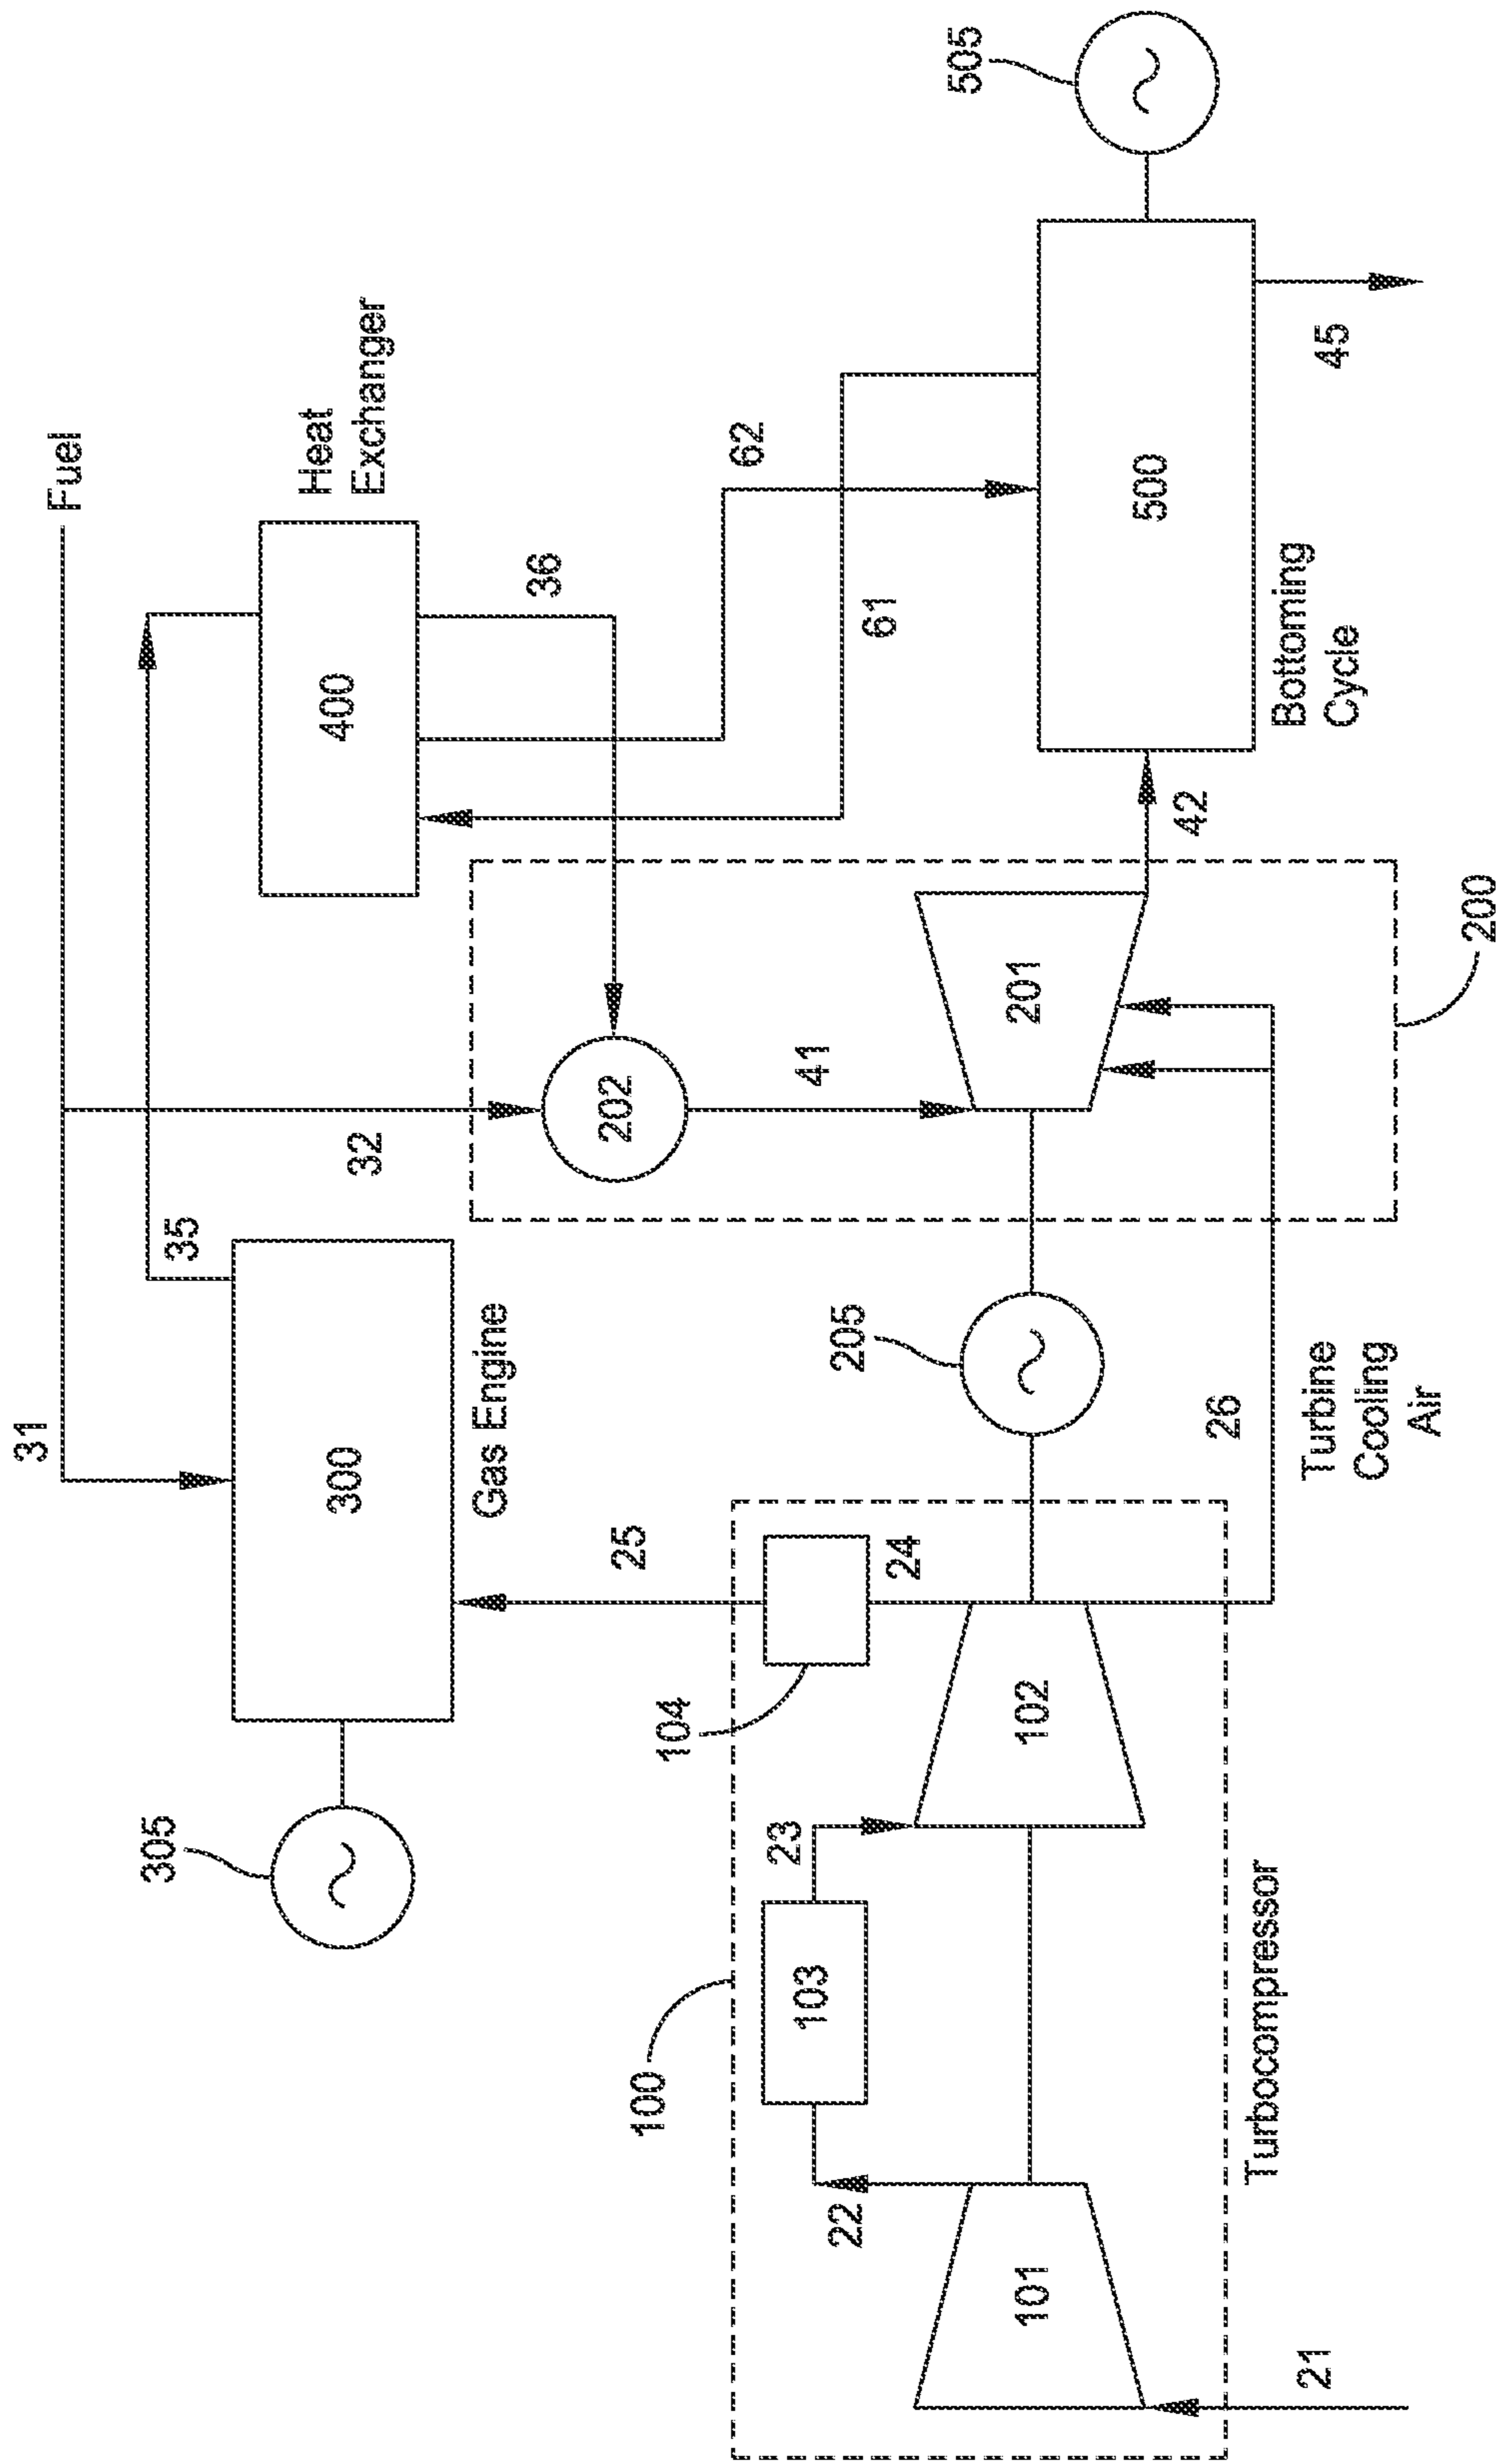 Fuel
31
32
35
305
300
Gas Engine
400
Heat
Exchanger
36
62
61
25
202
41
104
24
205
201
505
100
103
23
22
101
102
26
42
500
Bottoming
Cycle
45
200
21
Turbocompressor
Turbine
Cooling
Air